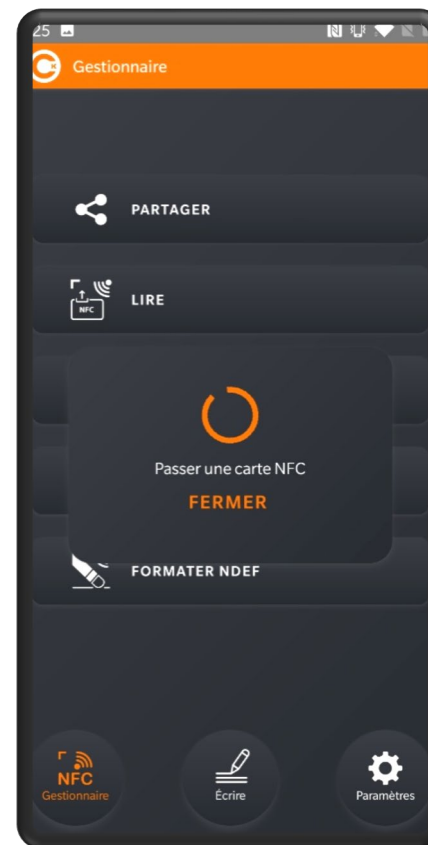 25
Gestionnaire
PARTAGER
NFC
LIRE
Passer une carte NFC
FERMER
FORMATER NDEF
NFC
Gestionnaire
Écrire
Paramètres